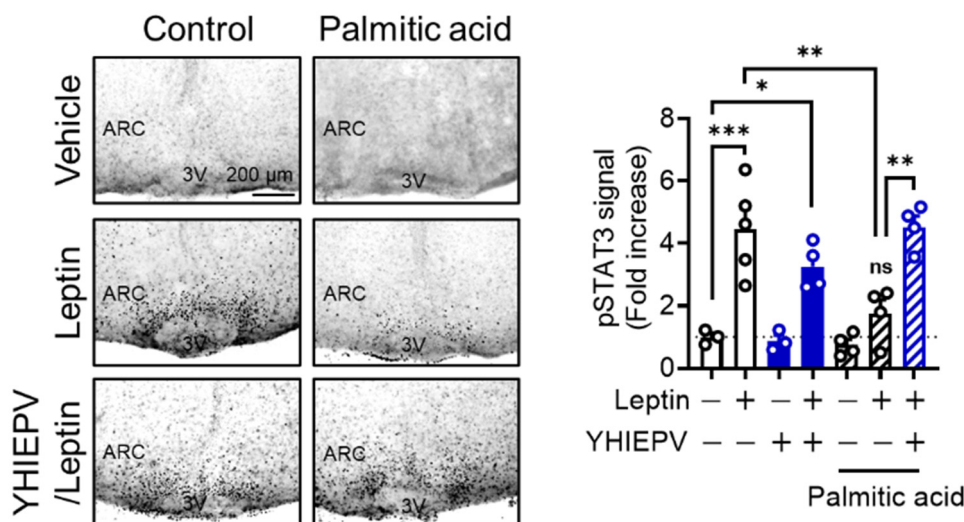 Control Palmitic acid
Vehicle
ARC
3V 200 μm
ARC
3V
Leptin
ARC
3V
ARC
3V
YHIEPV
/Leptin
ARC
3V
ARC
3V
pSTAT3 signal
(Fold increase)
8
6
4
2
0
***
*
**
**
ns
Leptin — + — + — + +
YHIEPV — — + + — — +
Palmitic acid